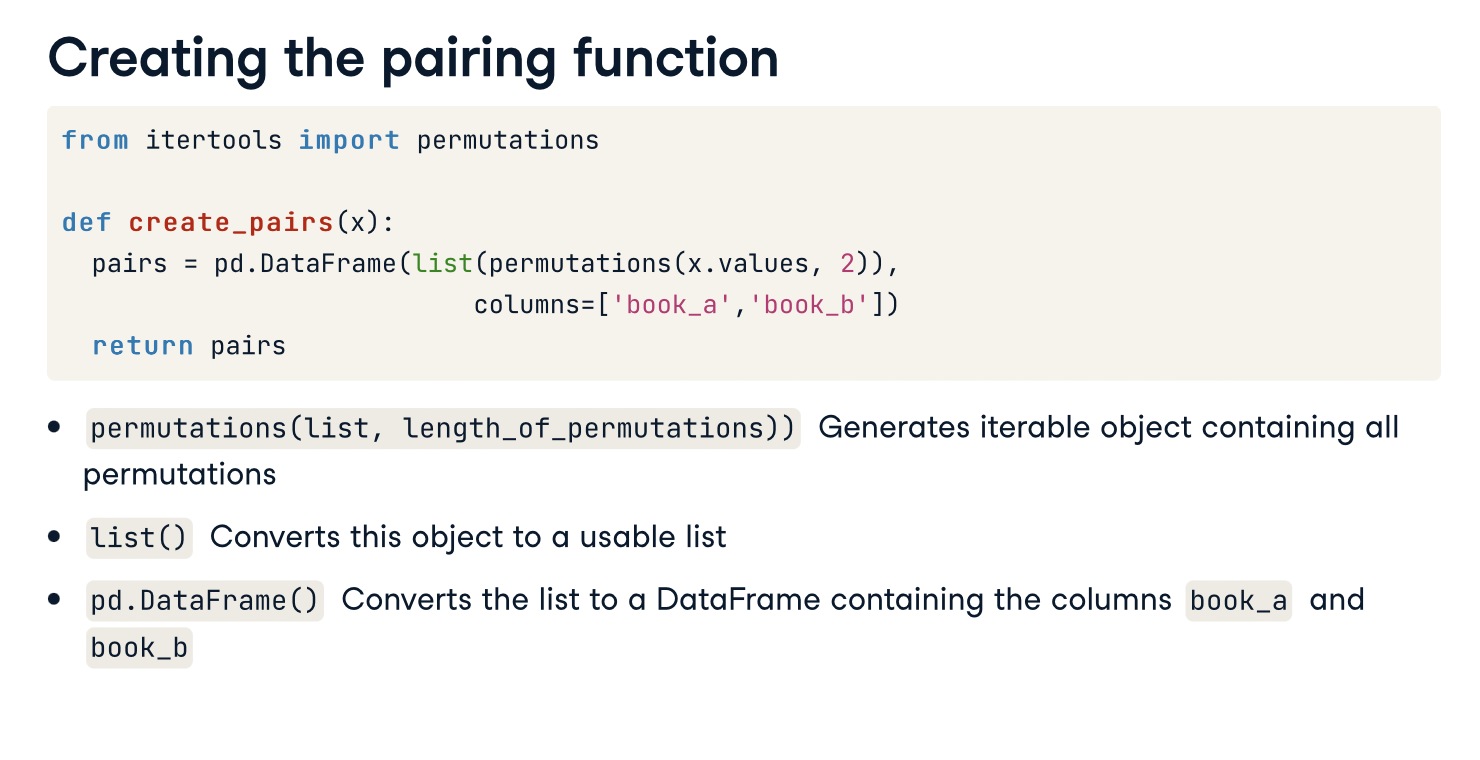 Creating the pairing function
from itertools import permutations
def create_pairs(x):
  pairs = pd.DataFrame(list(permutations(x.values, 2)),
                           columns=['book_a','book_b'])
  return pairs
• permutations(list, length_of_permutations)) Generates iterable object containing all
permutations
• list() Converts this object to a usable list
• pd.DataFrame() Converts the list to a DataFrame containing the columns book_a and
book_b